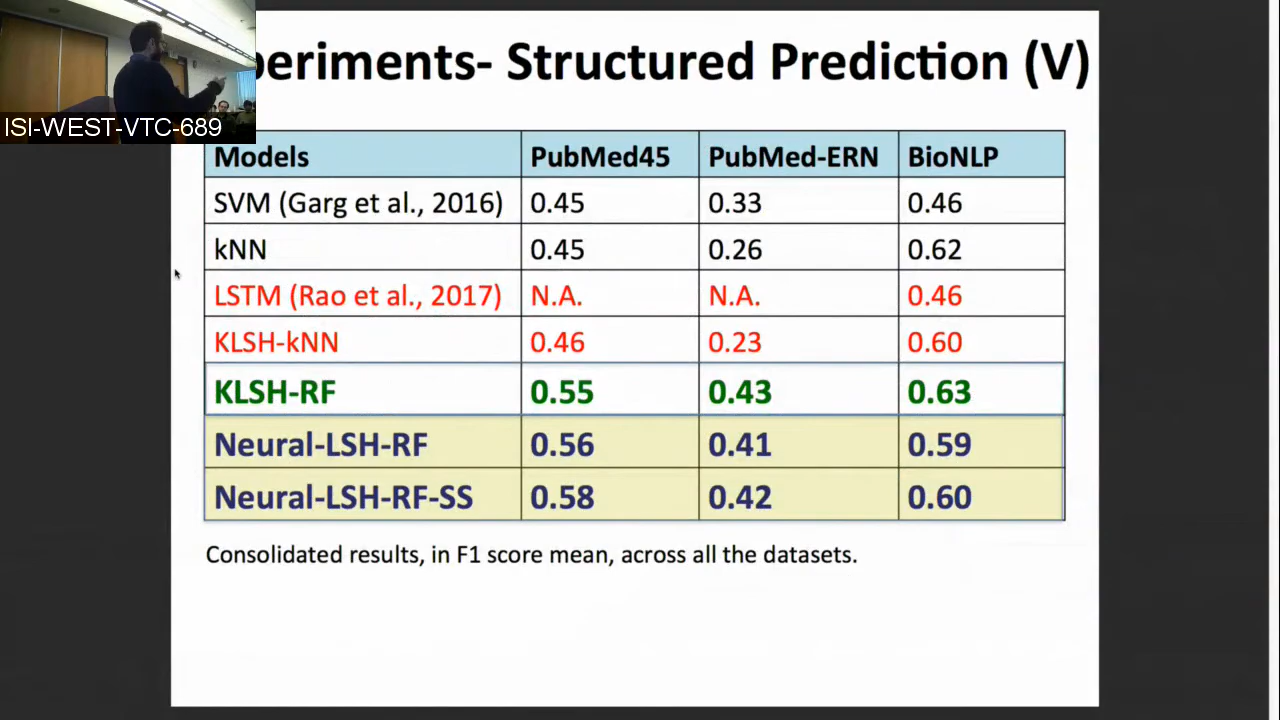 periments- Structured Prediction (V)
ISI-WEST-VTC-689
Models PubMed45 PubMed-ERN BioNLP
SVM (Garg et al., 2016) 0.45 0.33 0.46
kNN 0.45 0.26 0.62
LSTM (Rao et al., 2017) N.A. N.A. 0.46
KLSH-kNN 0.46 0.23 0.60
KLSH-RF 0.55 0.43 0.63
Neural-LSH-RF 0.56 0.41 0.59
Neural-LSH-RF-SS 0.58 0.42 0.60
Consolidated results, in F1 score mean, across all the datasets.